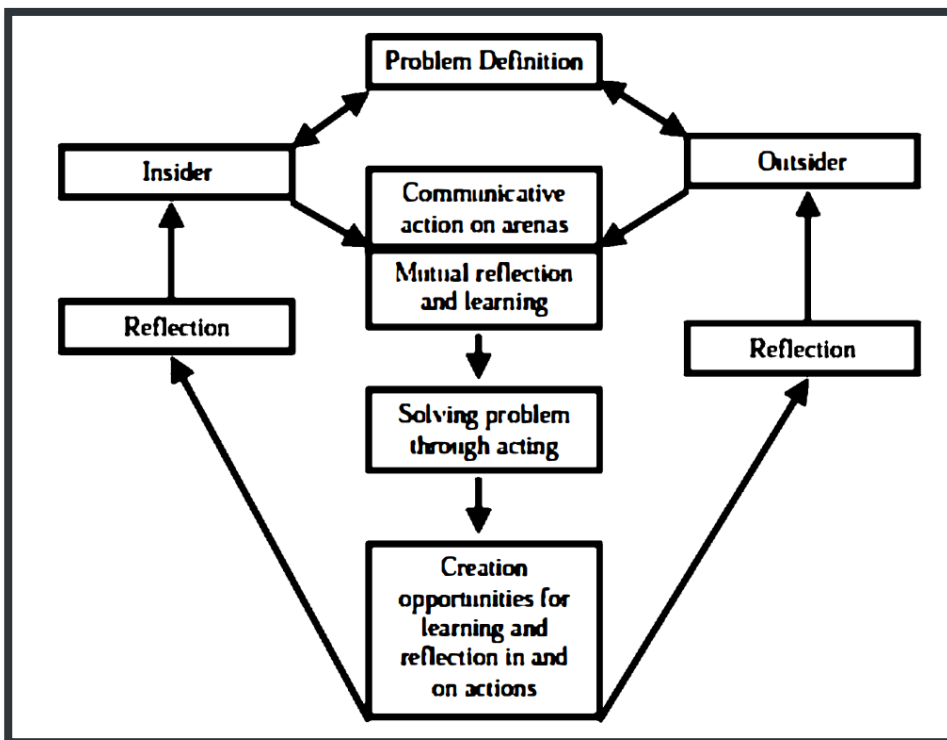 Problem Definition
Insider
Outsider
Communicative
action on arenas
Mutual reflection
and learning
Reflection
Reflection
Solving problem
through acting
Creation
opportunities for
learning and
reflection in and
on actions